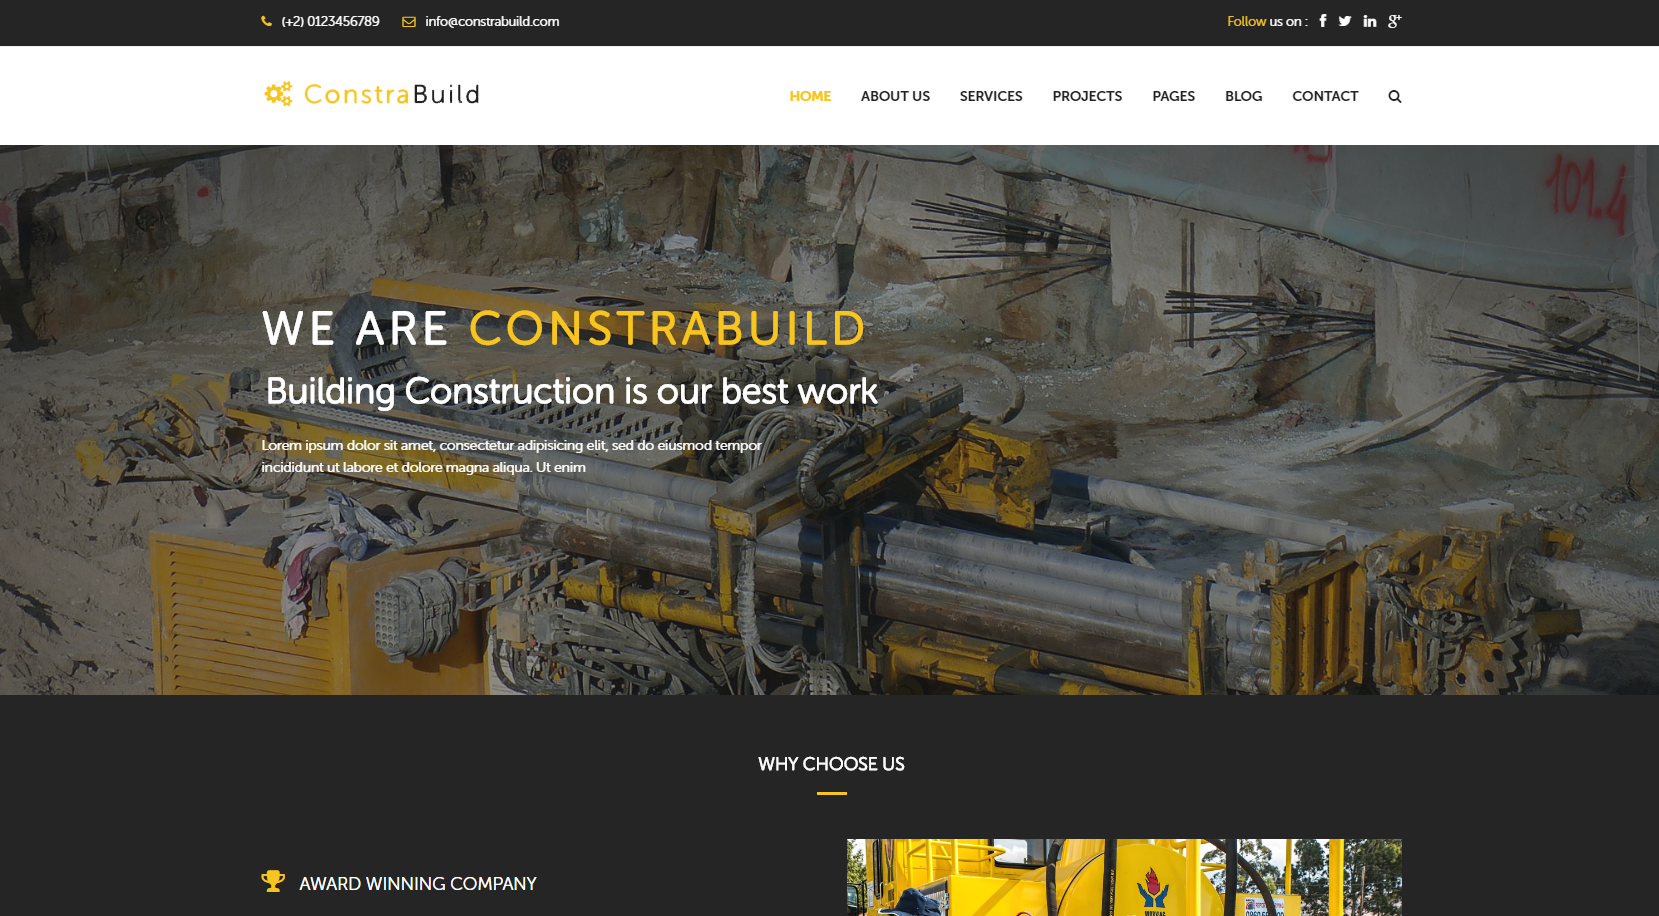 (+2) 0123456789 info@constrabuild.com Follow us on :
ConstraBuild HOME ABOUT US SERVICES PROJECTS PAGES BLOG CONTACT
101.4
WE ARE CONSTRABUILD
Building Construction is our best work
Lorem ipsum dolor sit amet, consectetur adipisicing elit, sed do eiusmod tempor
incididunt ut labore et dolore magna aliqua. Ut enim
WHY CHOOSE US
AWARD WINNING COMPANY